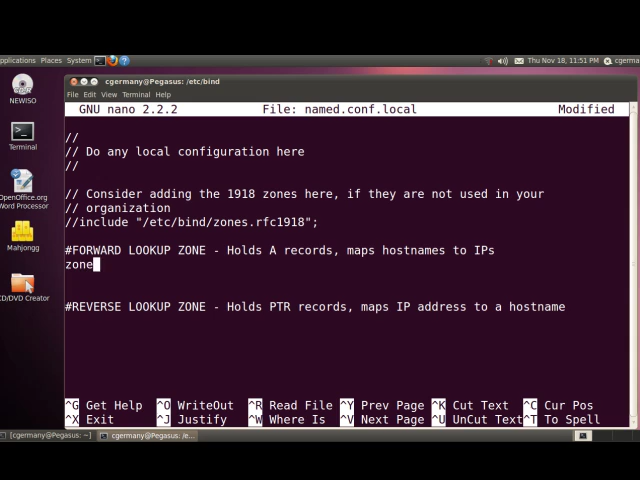 pplications Places System Thu Nov 18, 11:51 PM cgerma
cgermany@Pegasus: /etc/bind
File Edit View Terminal Help
GNU nano 2.2.2 File: named.conf.local Modified
//
// Do any local configuration here
//
// Consider adding the 1918 zones here, if they are not used in your
// organization
//include "/etc/bind/zones.rfc1918";
#FORWARD LOOKUP ZONE - Holds A records, maps hostnames to IPs
zone
#REVERSE LOOKUP ZONE - Holds PTR records, maps IP address to a hostname
^G Get Help ^O WriteOut ^R Read File ^Y Prev Page ^K Cut Text ^C Cur Pos
^X Exit ^J Justify ^W Where Is ^V Next Page ^U UnCut Text ^T To Spell
NEWISO
Terminal
OpenOffice.org
Word Processor
Mahjongg
CD/DVD Creator
[cgermany@Pegasus: ~] cgermany@Pegasus: /e...